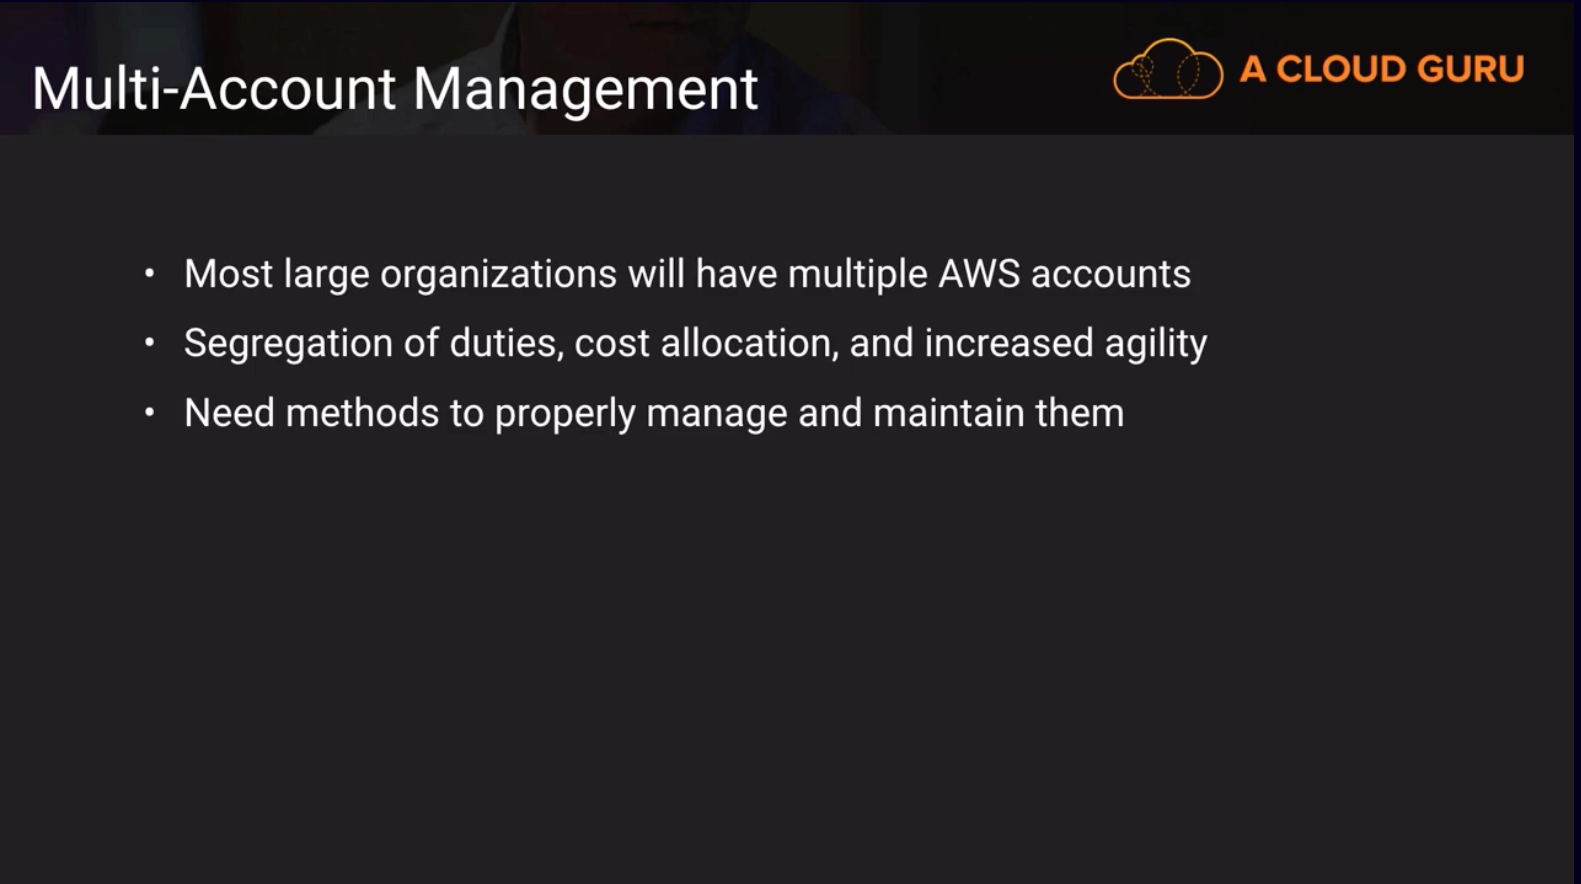 Multi-Account Management
A CLOUD GURU
• Most large organizations will have multiple AWS accounts
• Segregation of duties, cost allocation, and increased agility
• Need methods to properly manage and maintain them